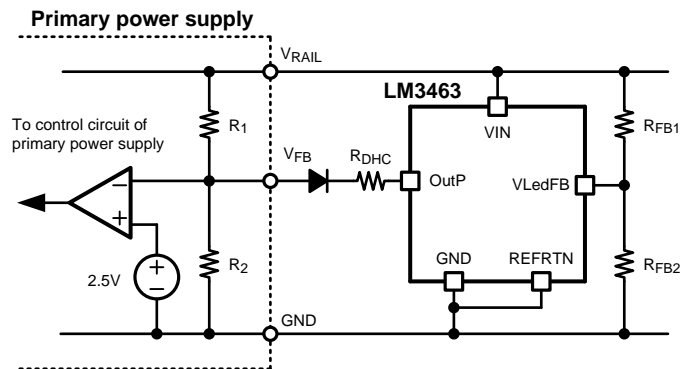 Primary power supply
VRAIL
LM3463
To control circuit of
primary power supply
R1
VIN
RFB1
VFB
RDHC
OutP
VLedFB
−
+
R2
GND
REFRTN
RFB2
2.5V
+
−
GND